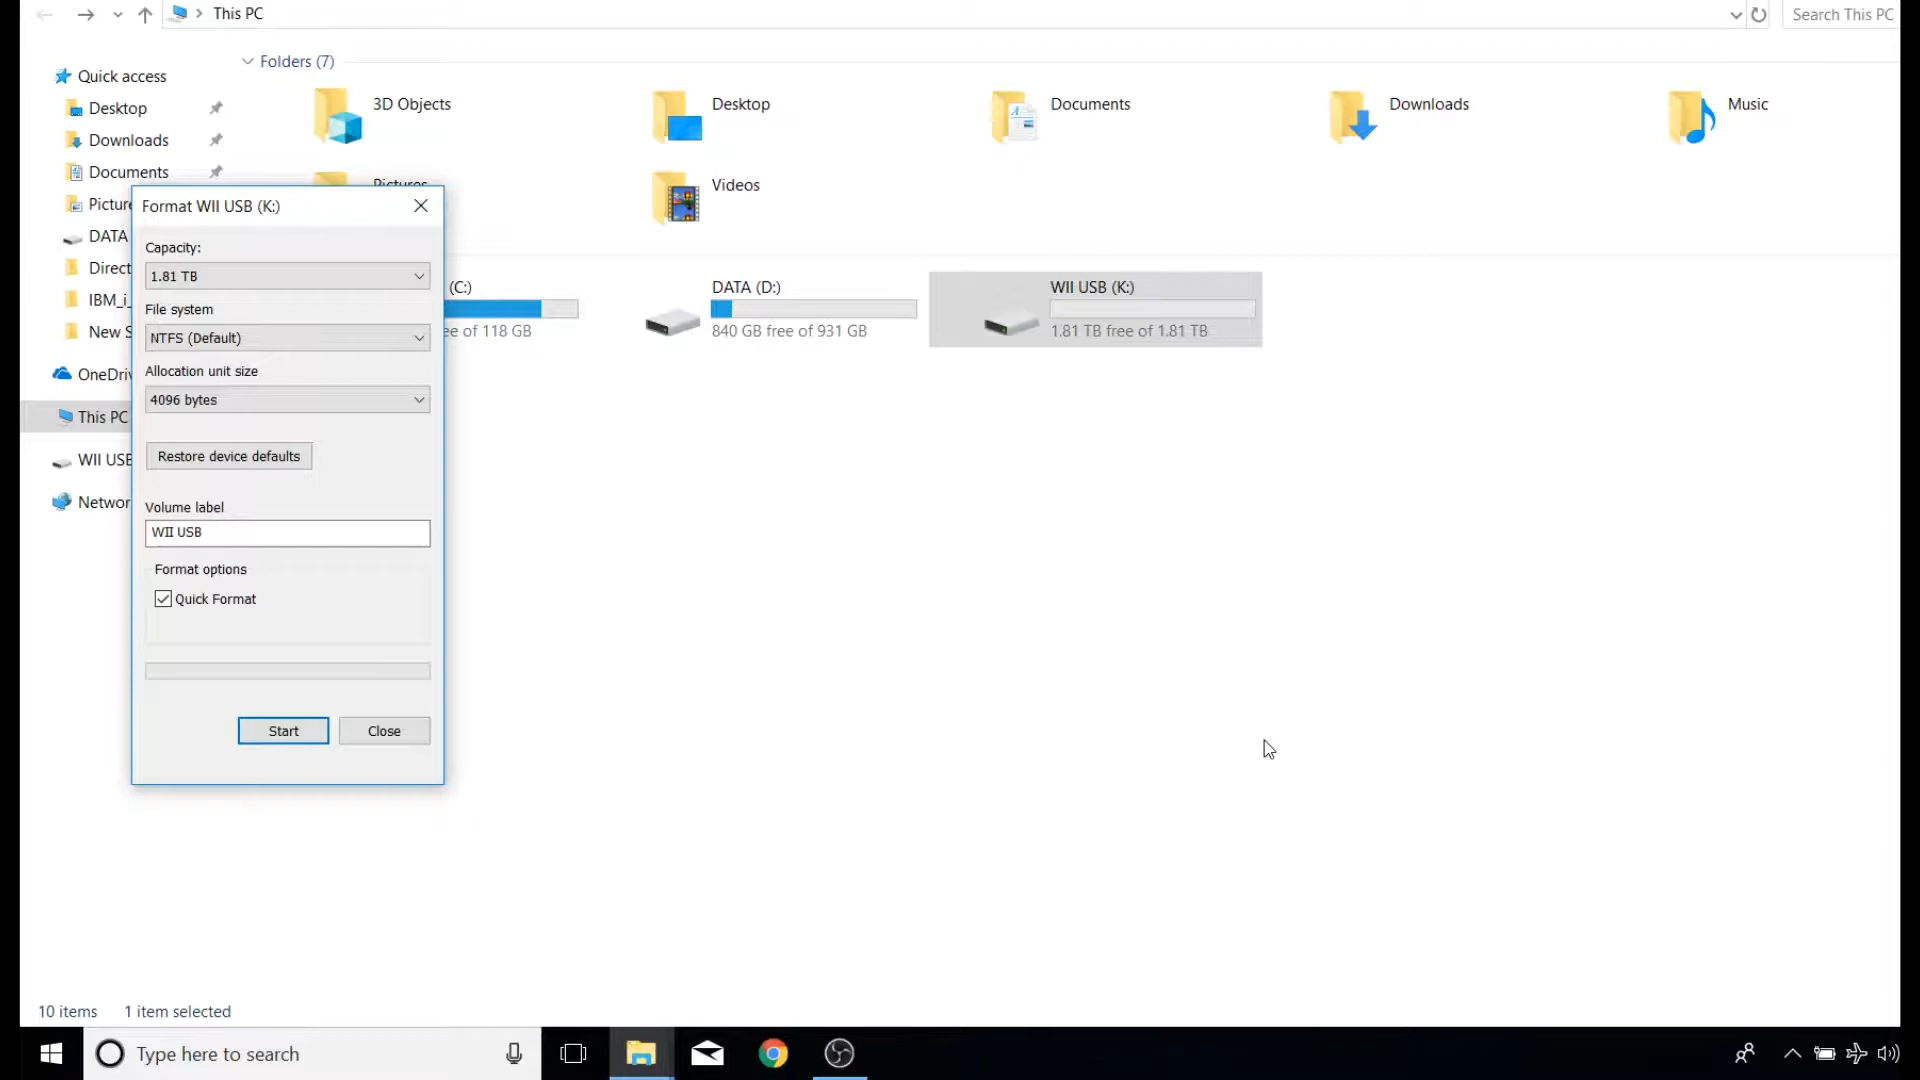 This PC
Search This PC
Folders (7)
Quick access
Desktop
Downloads
Documents
DATA
OneDriv
This PC
WII USB
Networ
3D Objects
Desktop
Documents
Downloads
Music
Pictures
Videos
(C:)
ee of 118 GB
DATA (D:)
840 GB free of 931 GB
WII USB (K:)
1.81 TB free of 1.81 TB
Format WII USB (K:)
Capacity:
1.81 TB
File system
NTFS (Default)
Allocation unit size
4096 bytes
Restore device defaults
Volume label
WII USB
Format options
Quick Format
Start
Close
10 items
1 item selected
Type here to search